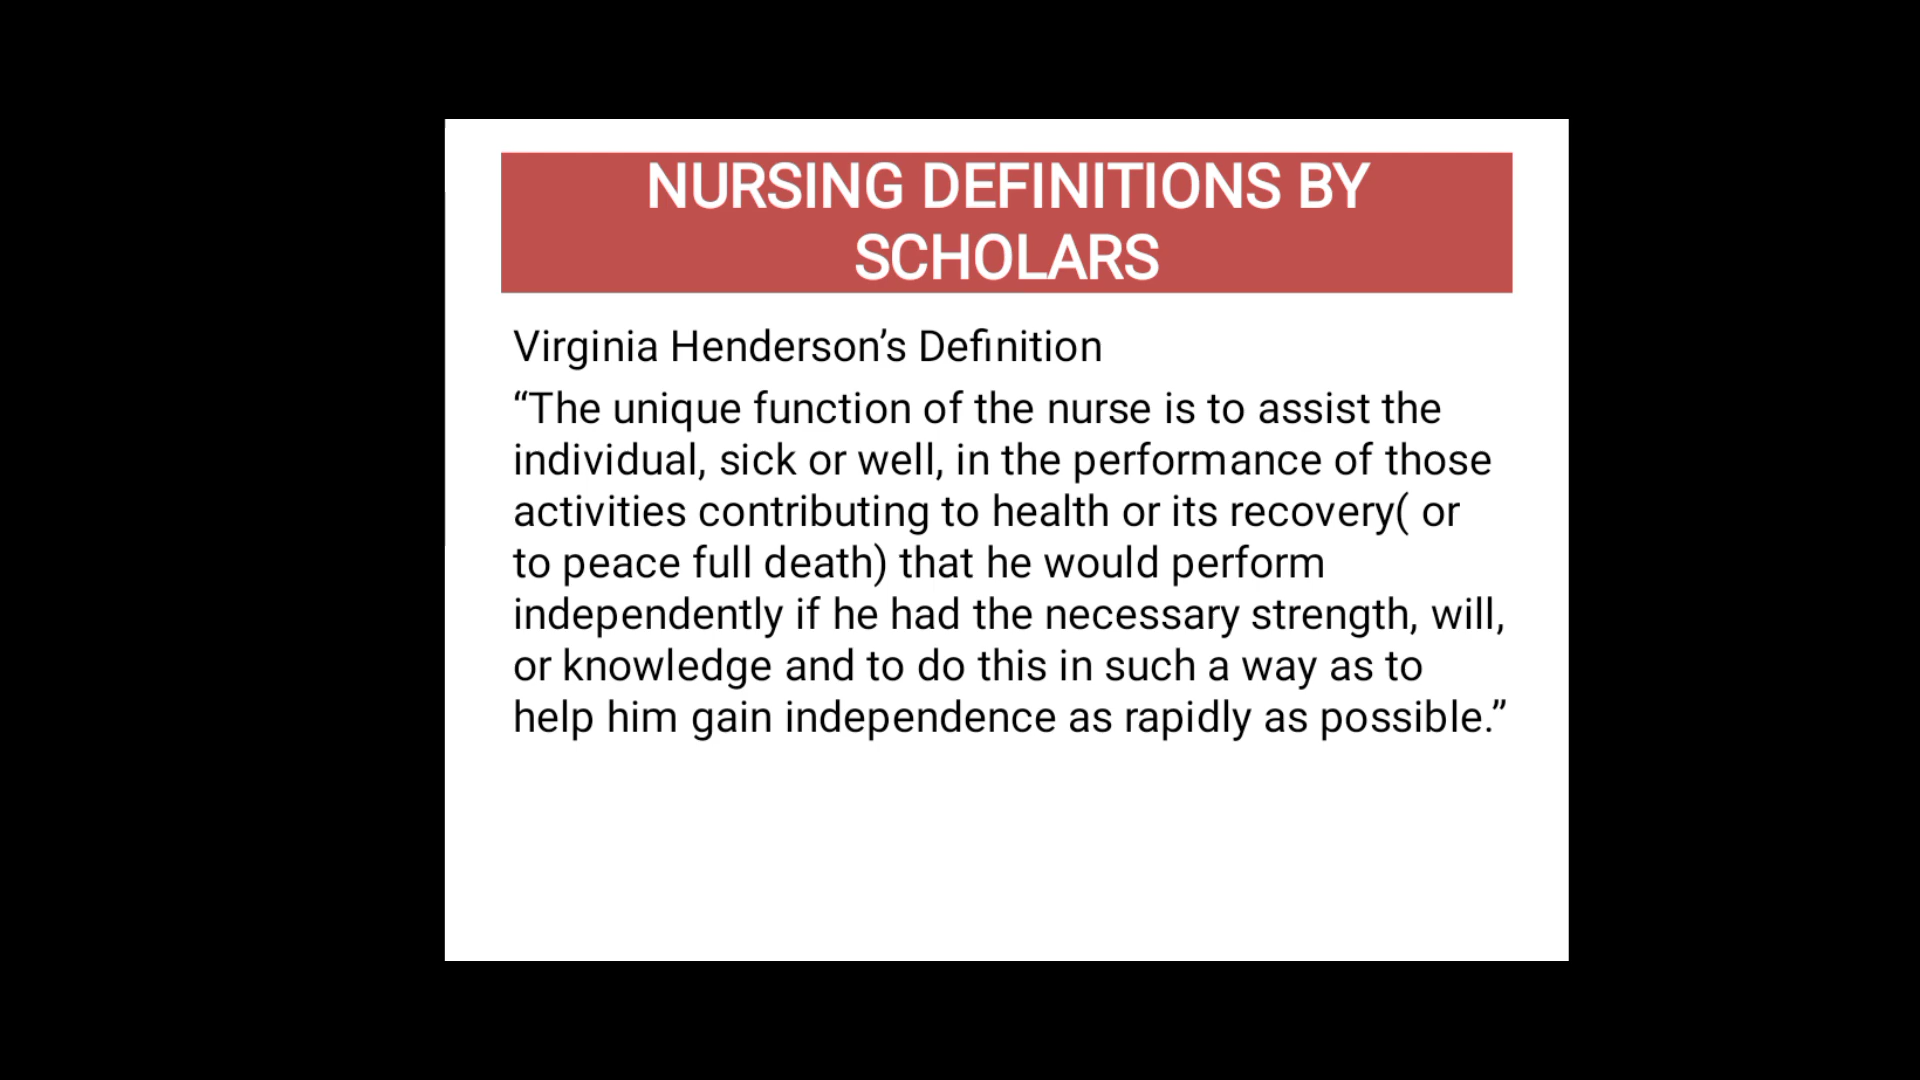 NURSING DEFINITIONS BY
SCHOLARS
Virginia Henderson’s Definition
“The unique function of the nurse is to assist the
individual, sick or well, in the performance of those
activities contributing to health or its recovery( or
to peace full death) that he would perform
independently if he had the necessary strength, will,
or knowledge and to do this in such a way as to
help him gain independence as rapidly as possible.”